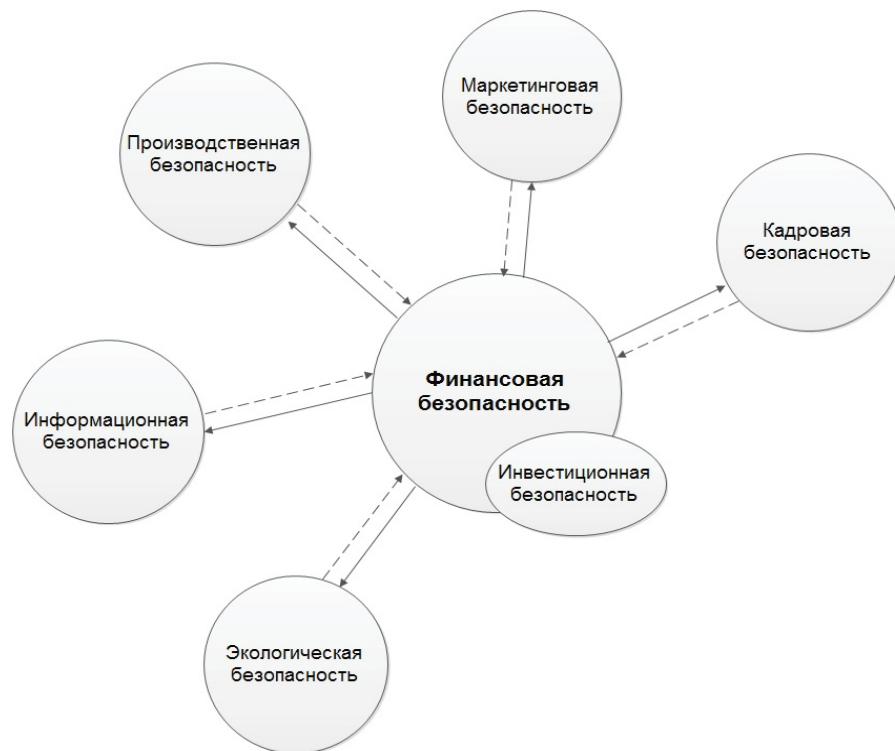 Маркетинговая
безопасность
Производственная
безопасность
Кадровая
безопасность
Финансовая
безопасность
Информационная
безопасность
Инвестиционная
безопасность
Экологическая
безопасность